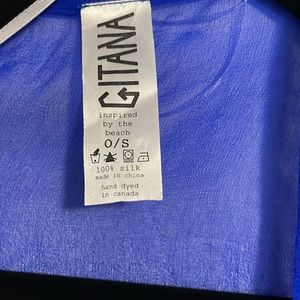 GITANA
inspired
by the
beach
O/S
100% silk
made in china
hand dyed
in canada